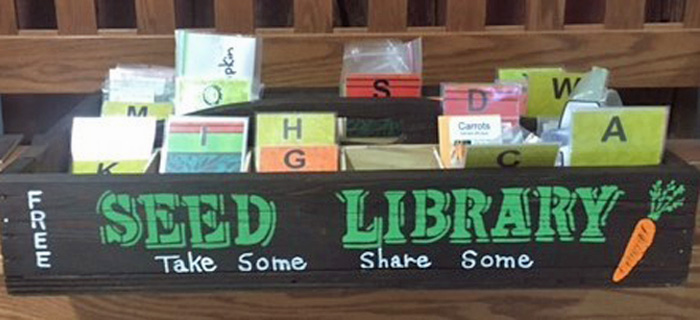 S
W
D
M
Carrots
A
I
H
G
K
C
FREE
SEED LIBRARY
Take Some Share Some